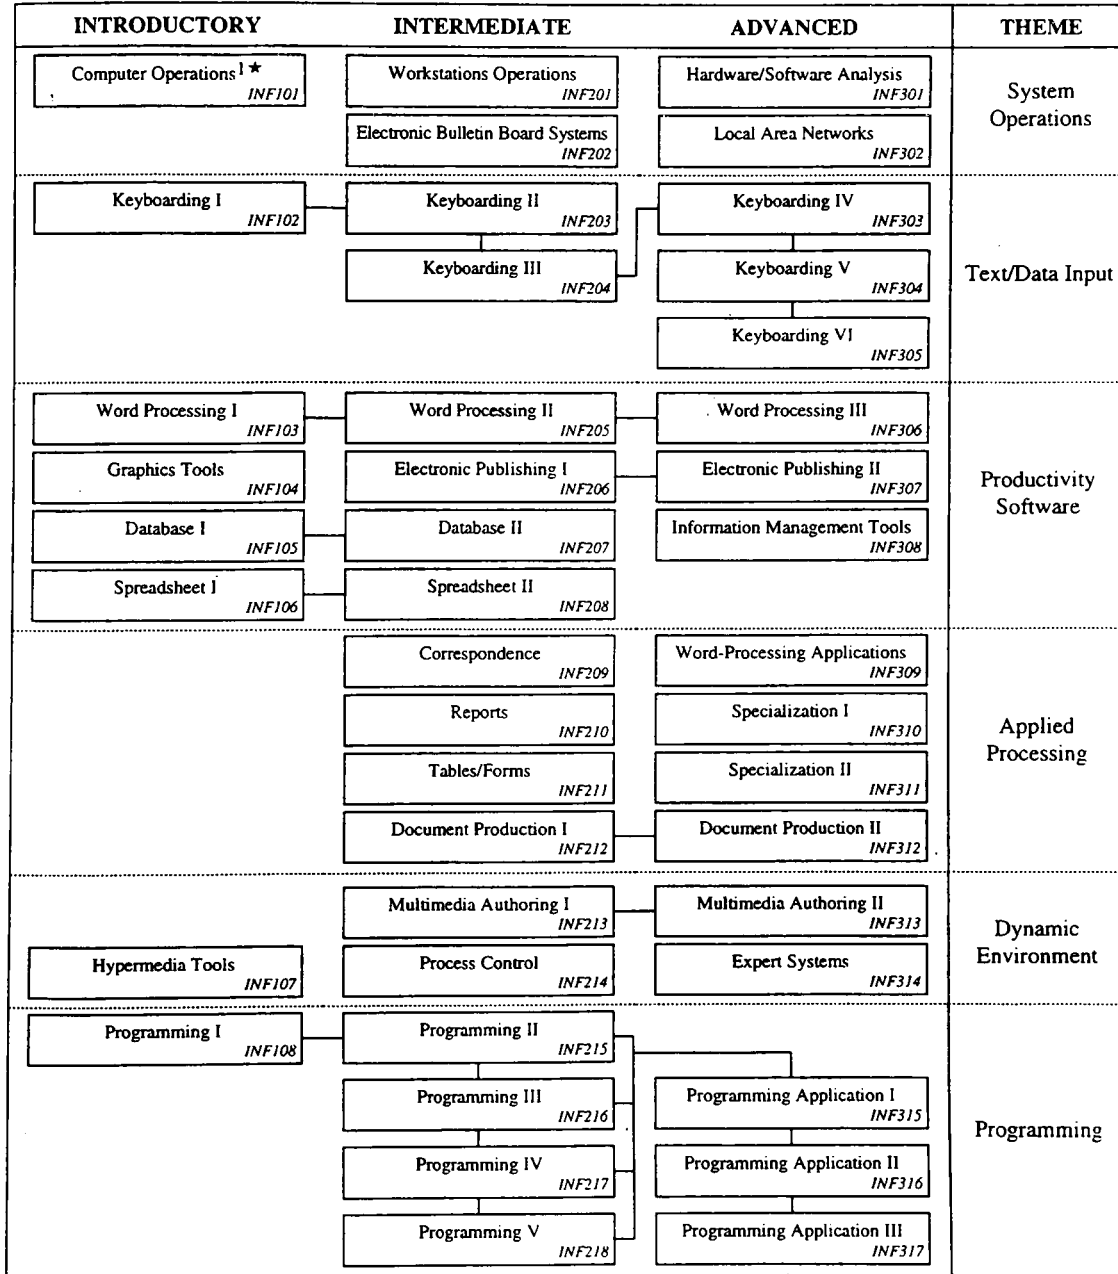 INTRODUCTORY INTERMEDIATE ADVANCED THEME
Computer Operations1★
INF101
Workstations Operations
INF201
Hardware/Software Analysis
INF301
Electronic Bulletin Board Systems
INF202
Local Area Networks
INF302
System
Operations
Keyboarding I
INF102
Keyboarding II
INF203
Keyboarding IV
INF303
Keyboarding III
INF204
Keyboarding V
INF304
Keyboarding VI
INF305
Text/Data Input
Word Processing I
INF103
Word Processing II
INF205
Word Processing III
INF306
Graphics Tools
INF104
Electronic Publishing I
INF206
Electronic Publishing II
INF307
Database I
INF105
Database II
INF207
Information Management Tools
INF308
Spreadsheet I
INF106
Spreadsheet II
INF208
Productivity
Software
Correspondence
INF209
Word-Processing Applications
INF309
Reports
INF210
Specialization I
INF310
Tables/Forms
INF211
Specialization II
INF311
Document Production I
INF212
Document Production II
INF312
Applied
Processing
Multimedia Authoring I
INF213
Multimedia Authoring II
INF313
Hypermedia Tools
INF107
Process Control
INF214
Expert Systems
INF314
Dynamic
Environment
Programming I
INF108
Programming II
INF215
Programming III
INF216
Programming Application I
INF315
Programming IV
INF217
Programming Application II
INF316
Programming V
INF218
Programming Application III
INF317
Programming